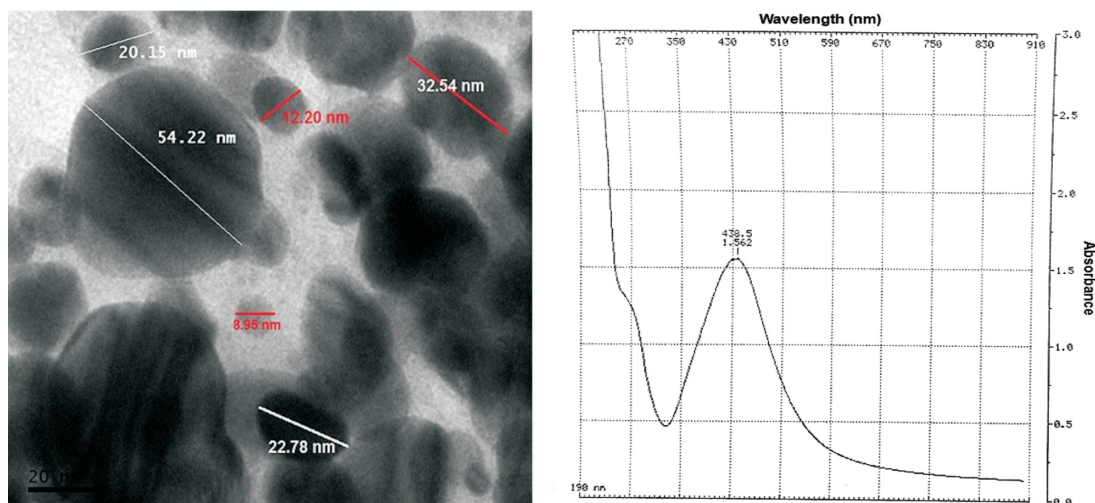 20.15 nm
54.22 nm
12.20 nm
32.54 nm
8.95 nm
22.78 nm
20 nm
Wavelength (nm)
270 350 430 510 590 670 750 830 910
3.0
2.5
2.0
438.5
1.562
1.5
1.0
0.5
0.0
190 nm
Absorbance